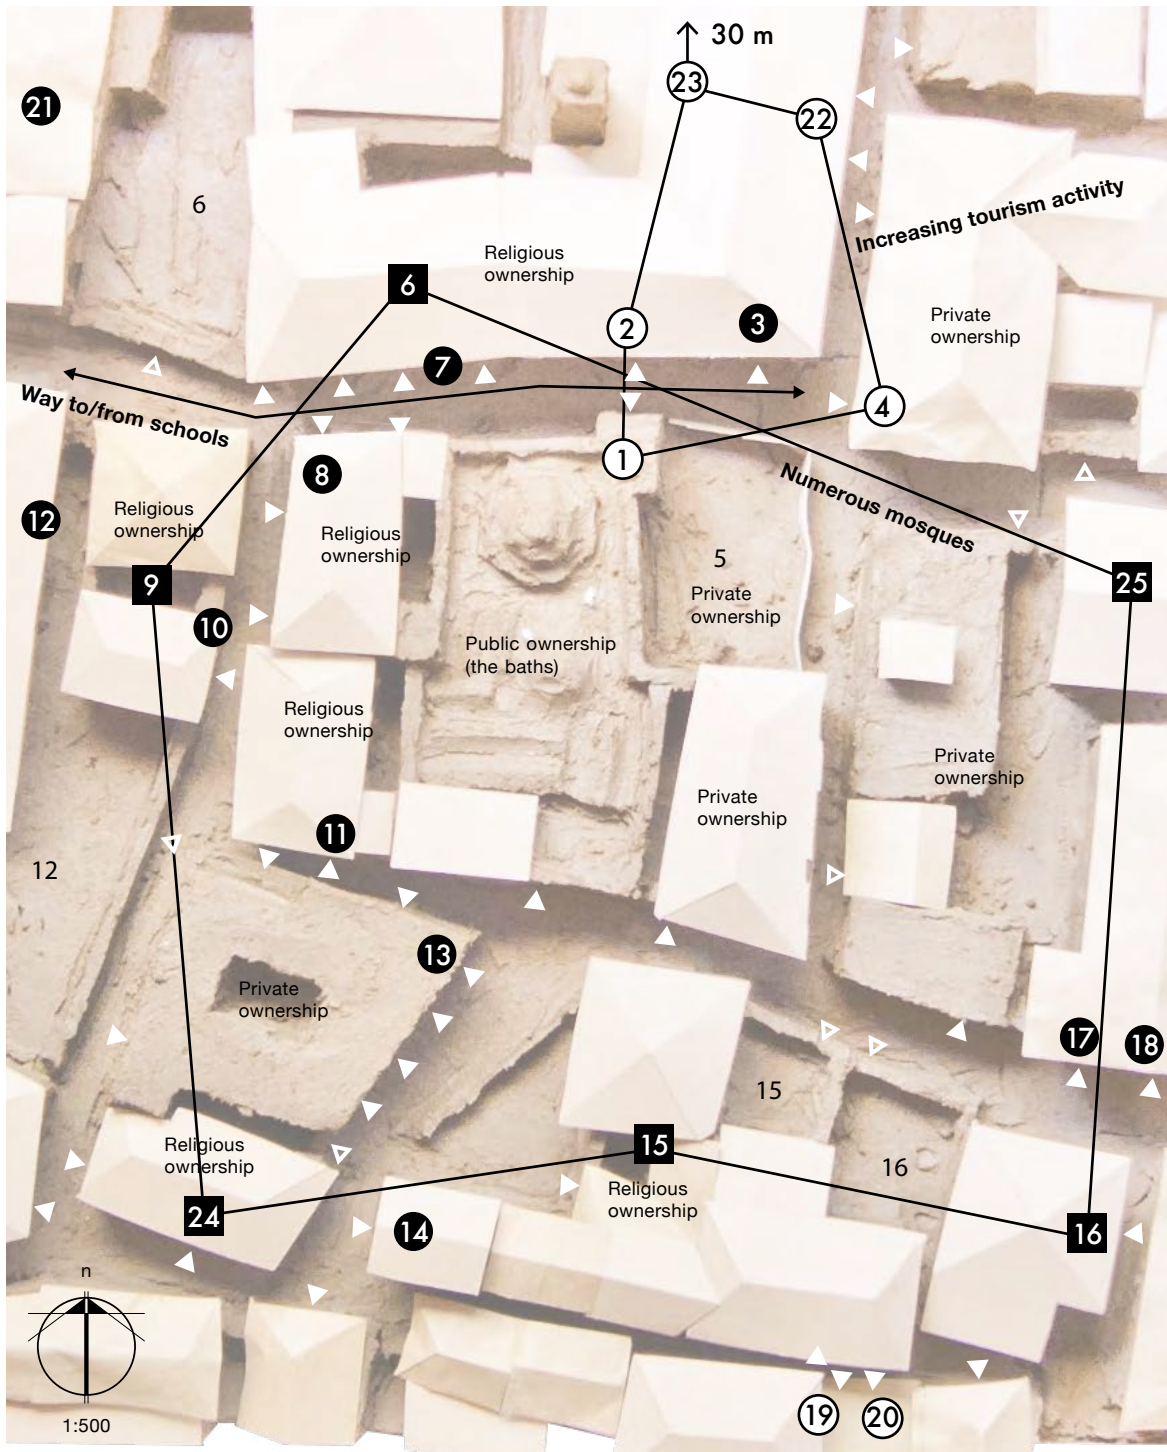 30 m
23
21
22
6
Increasing tourism activity
Religious
ownership
6
Private
ownership
2
3
7
Way to/from schools
4
1
8
Numerous mosques
12
Religious
ownership
Religious
ownership
5
Private
ownership
9
25
10
Public ownership
(the baths)
Religious
ownership
Private
ownership
Private
ownership
11
12
13
Private
ownership
17
18
15
Religious
ownership
15
16
Religious
ownership
24
14
16
n
1:500
19
20